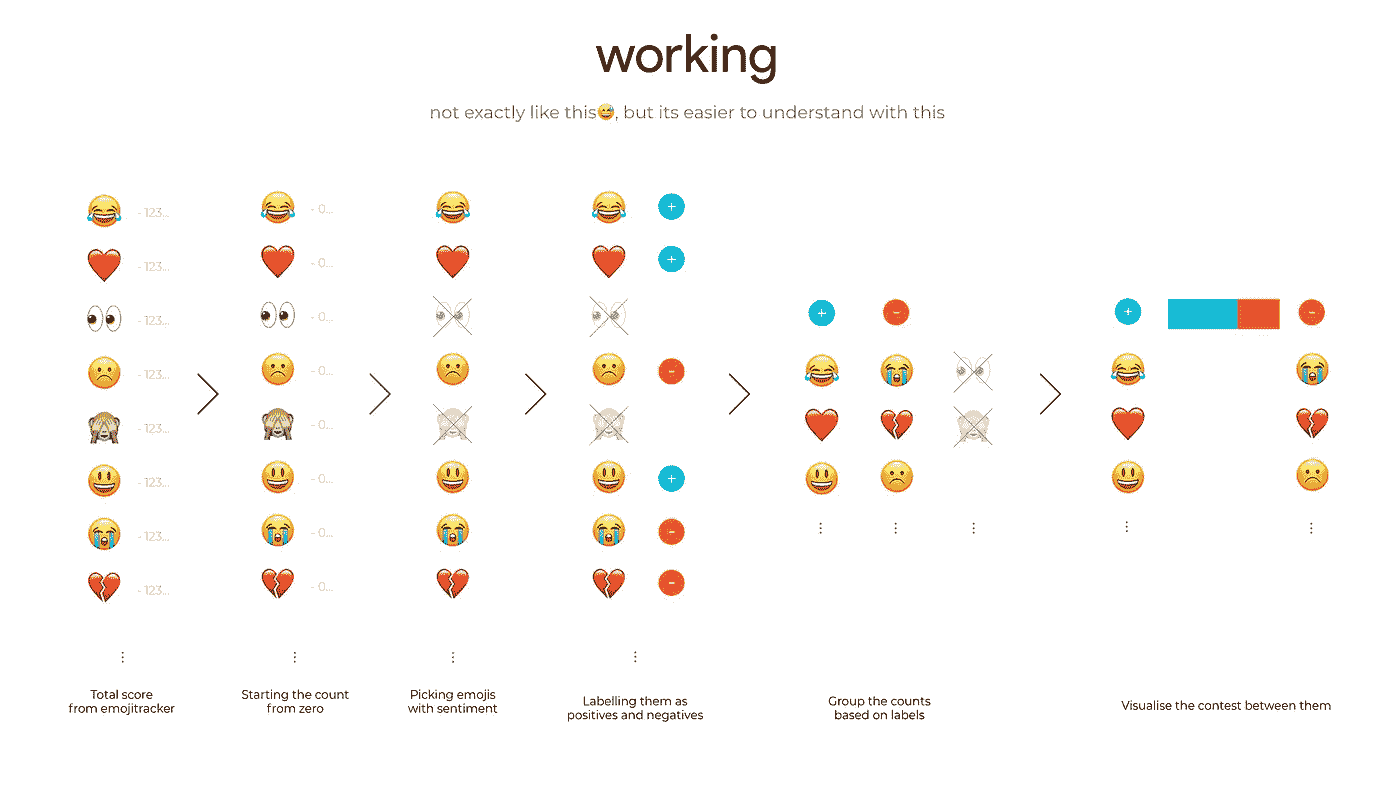 working
not exactly like this😅, but its easier to understand with this
- 123...
- 123...
- 123...
- 123...
- 123...
- 123...
- 123...
- 123...
- 0...
- 0...
- 0...
- 0...
- 0...
- 0...
- 0...
- 0...
+
+
-
+
-
-
+ -
+ -
Total score
from emojitracker
Starting the count
from zero
Picking emojis
with sentiment
Labelling them as
positives and negatives
Group the counts
based on labels
Visualise the contest between them